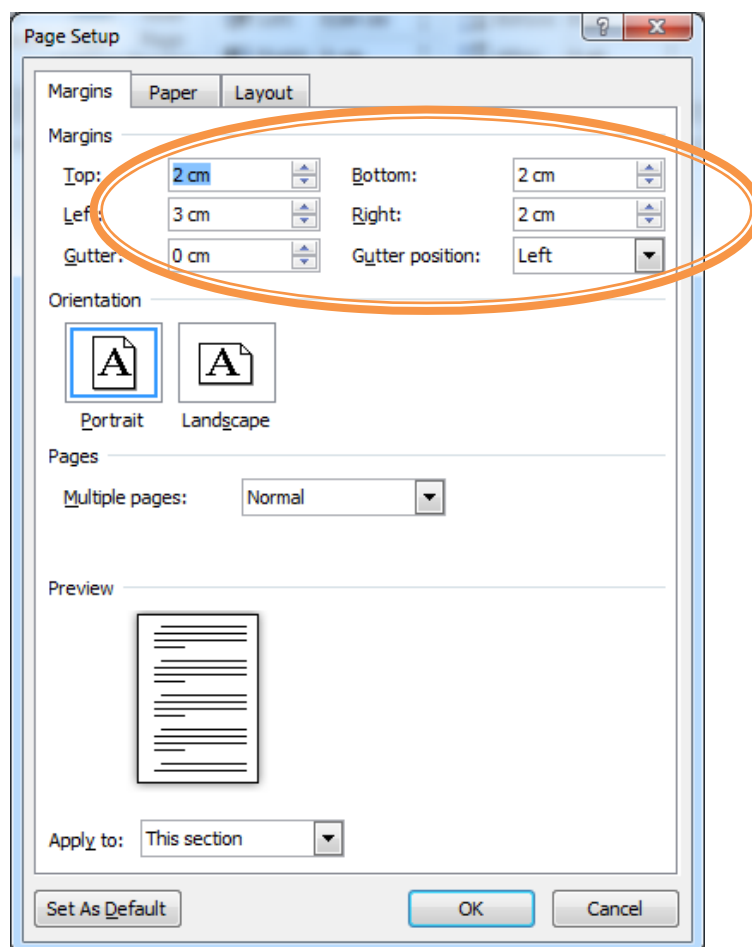 Page Setup
Margins Paper Layout
Margins
Top: 2 cm Bottom: 2 cm
Left: 3 cm Right: 2 cm
Gutter: 0 cm Gutter position: Left
Orientation
A A
Portrait Landscape
Pages
Multiple pages: Normal
Preview
Apply to: This section
Set As Default OK Cancel